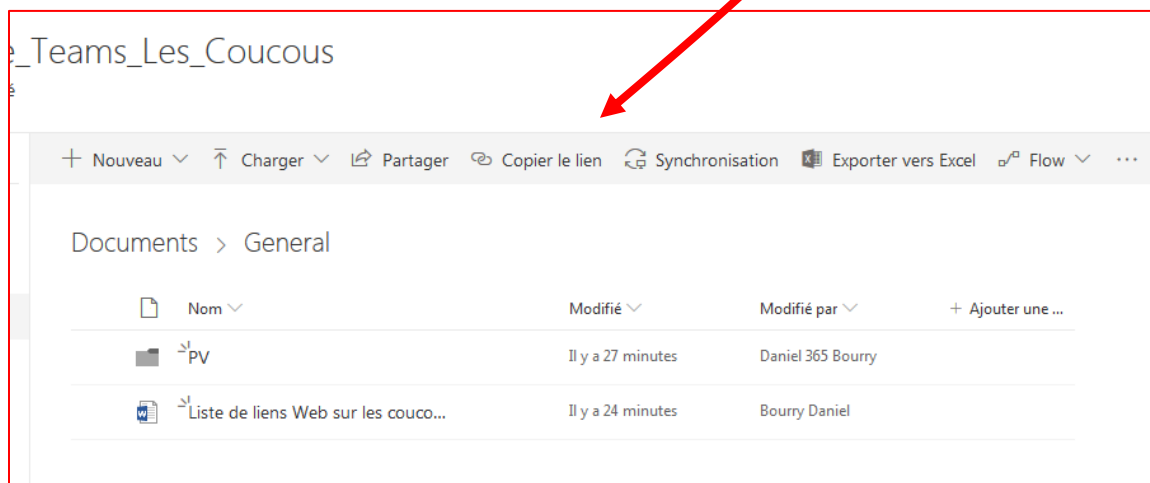 e_Teams_Les_Coucous
é
Nouveau Charger Partager Copier le lien Synchronisation Exporter vers Excel Flow ...
Documents > General
Nom Modifié Modifié par + Ajouter une ...
PV Il y a 27 minutes Daniel 365 Bourry
Liste de liens Web sur les couco... Il y a 24 minutes Bourry Daniel